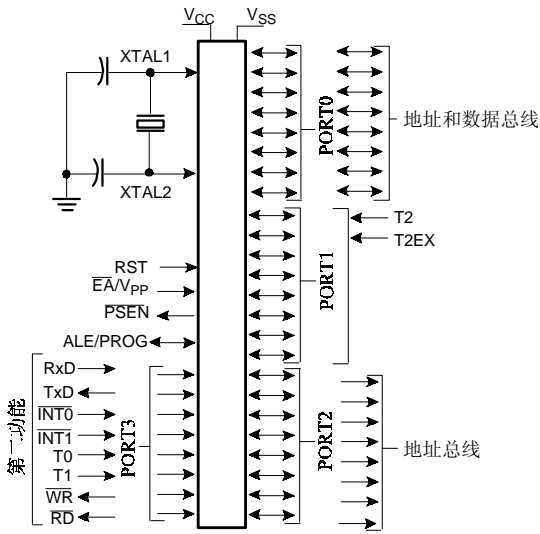 VCC
VSS
XTAL1
XTAL2
PORT0
地址和数据总线
T2
T2EX
PORT1
RST
EA/VPP
PSEN
ALE/PROG
第二功能
RxD
TxD
INT0
INT1
T0
T1
WR
RD
PORT3
PORT2
地址总线